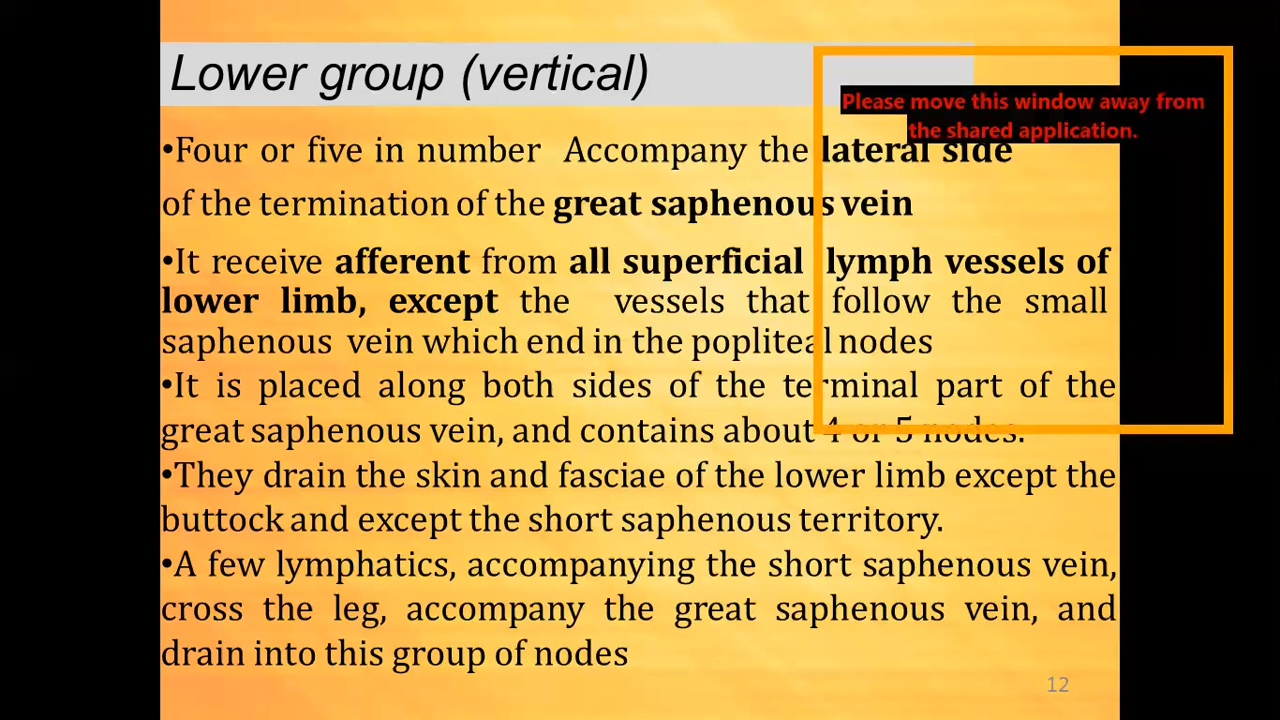 Lower group (vertical)
Please move this window away from
the shared application.
•Four or five in number Accompany the lateral side
of the termination of the great saphenous vein
•It receive afferent from all superficial lymph vessels of
lower limb, except the vessels that follow the small
saphenous vein which end in the popliteal nodes
•It is placed along both sides of the terminal part of the
great saphenous vein, and contains about 4 or 5 nodes.
•They drain the skin and fasciae of the lower limb except the
buttock and except the short saphenous territory.
•A few lymphatics, accompanying the short saphenous vein,
cross the leg, accompany the great saphenous vein, and
drain into this group of nodes
12